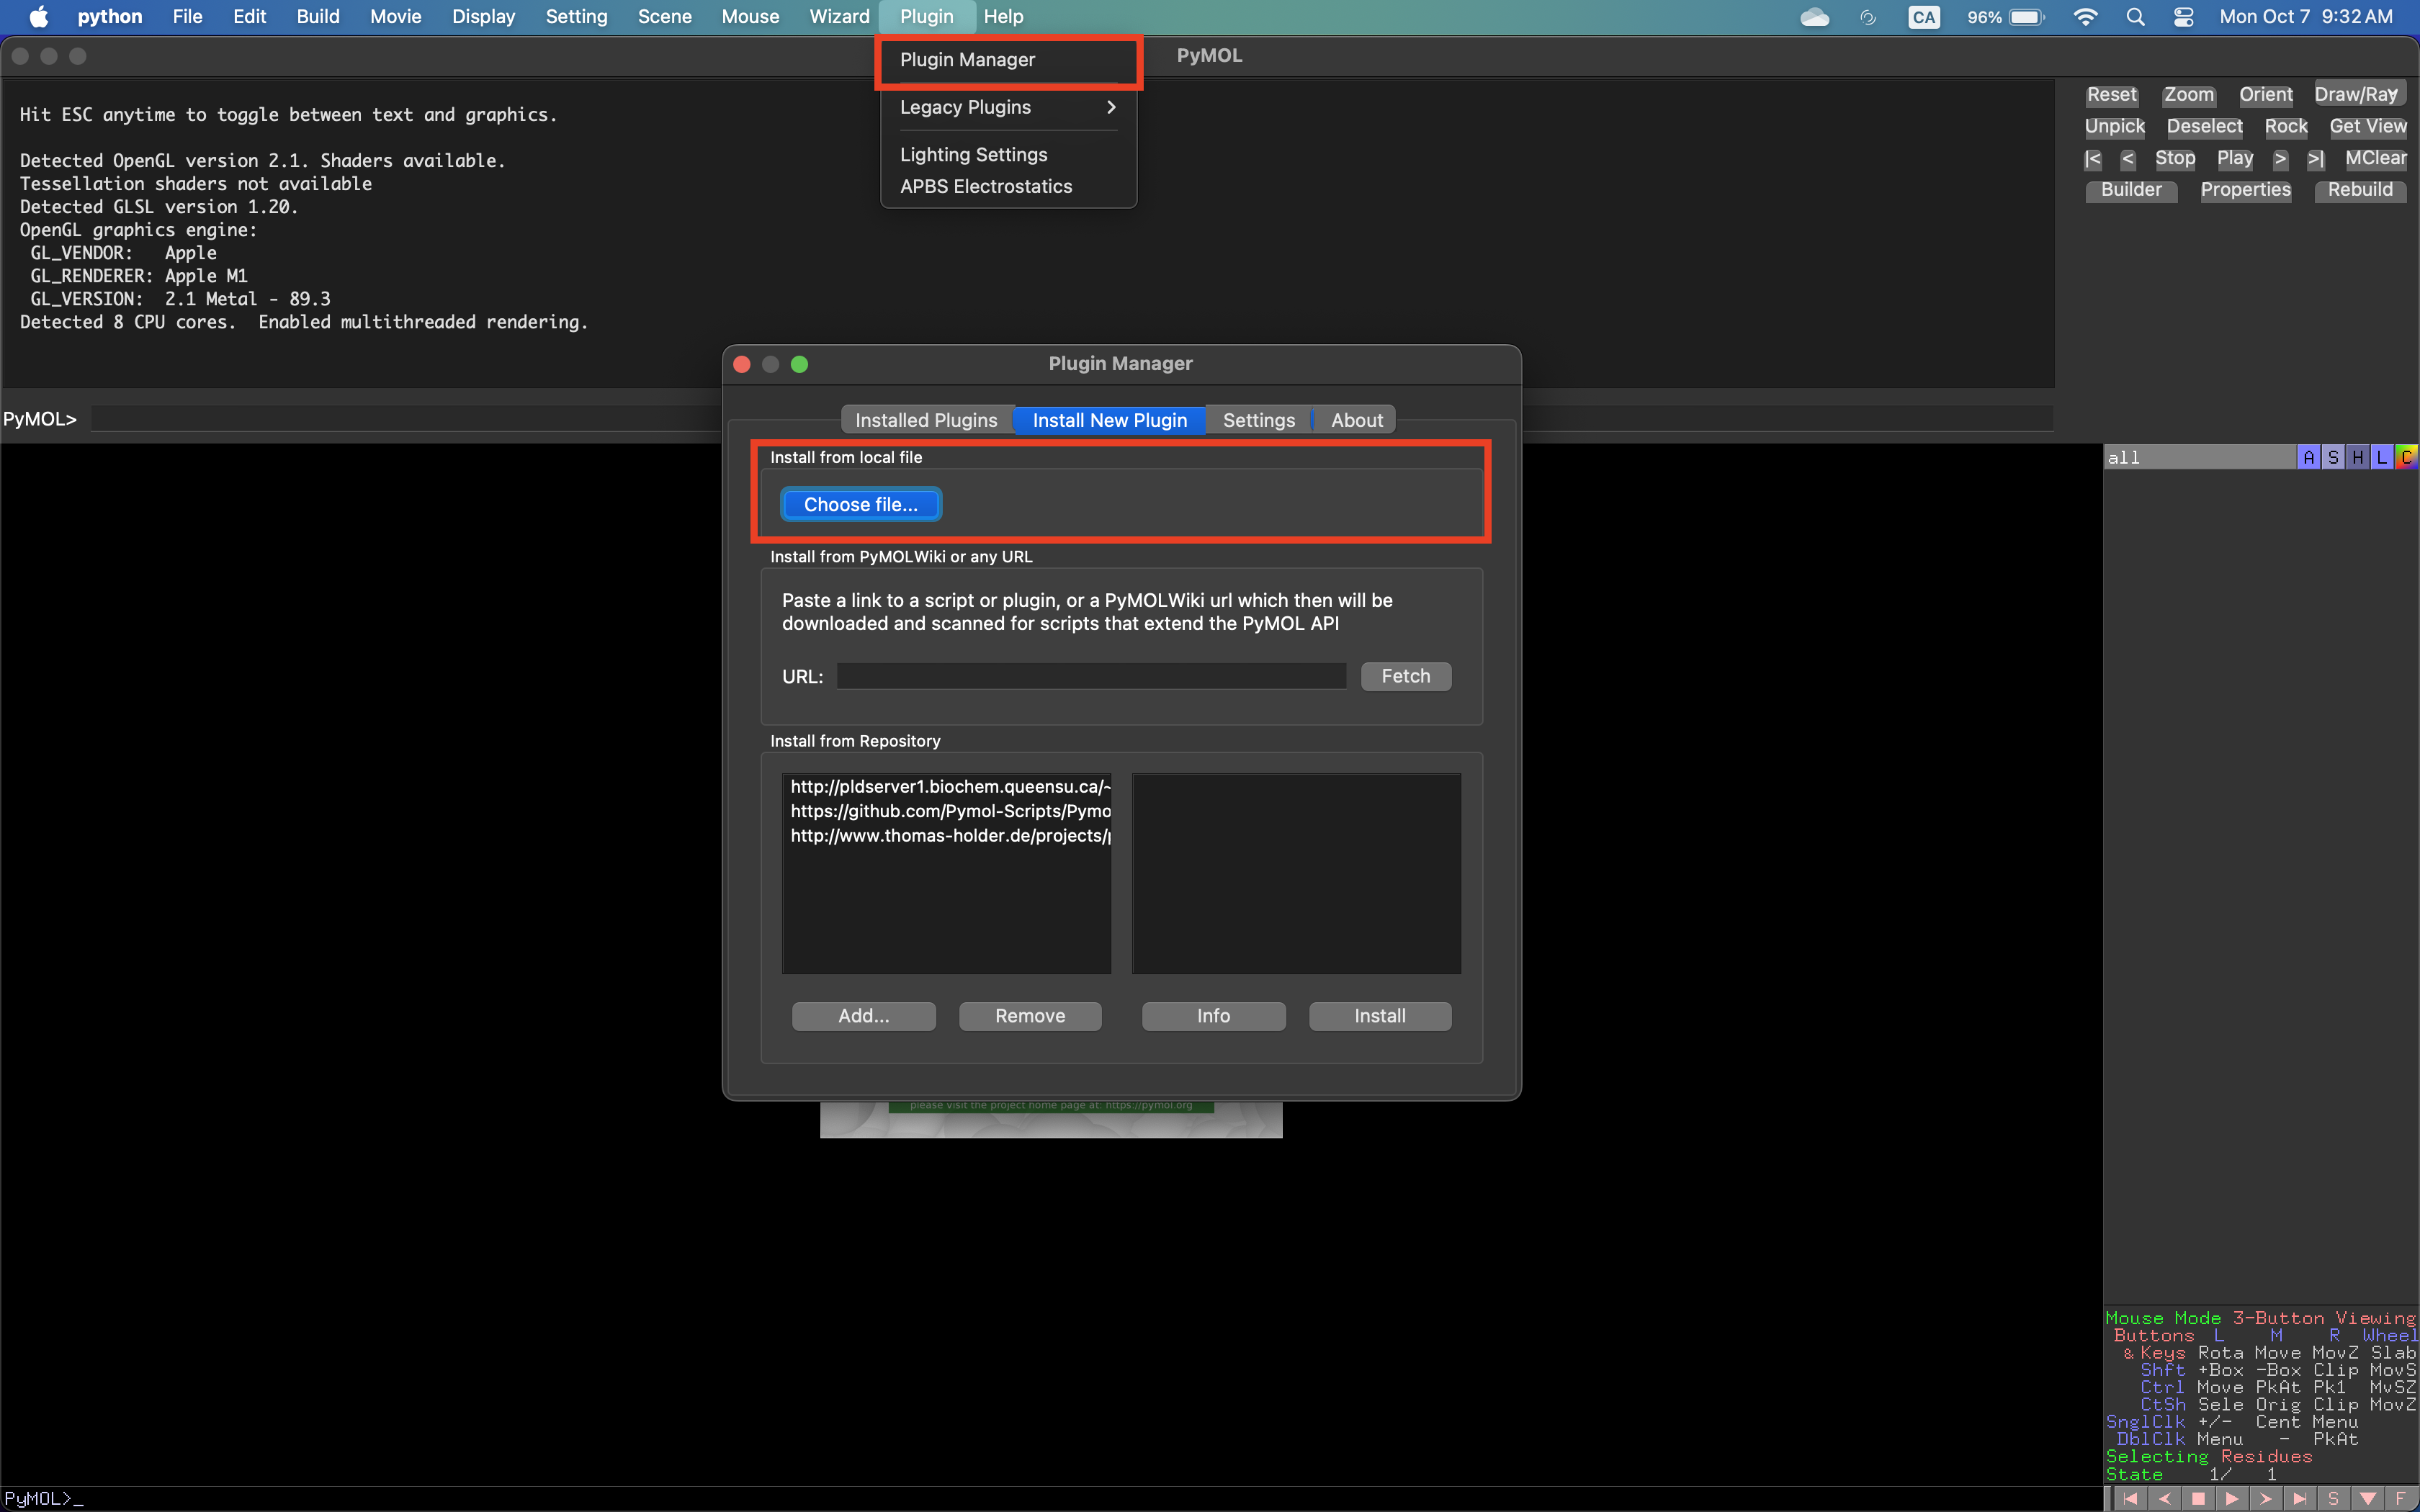 python File Edit Build Movie Display Setting Scene Mouse Wizard Plugin Help CA 96% Mon Oct 7 9:32 AM
PyMOL
Plugin Manager
Legacy Plugins >
Lighting Settings
APBS Electrostatics
Hit ESC anytime to toggle between text and graphics.
Detected OpenGL version 2.1. Shaders available.
Tessellation shaders not available
Detected GLSL version 1.20.
OpenGL graphics engine:
GL_VENDOR: Apple
GL_RENDERER: Apple M1
GL_VERSION: 2.1 Metal - 89.3
Detected 8 CPU cores. Enabled multithreaded rendering.
PyMOL>
Reset Zoom Orient Draw/Ray
Unpick Deselect Rock Get View
|< < Stop Play > >| MClear
Builder Properties Rebuild
Plugin Manager
Installed Plugins Install New Plugin Settings About
Install from local file
Choose file...
Install from PyMOLWiki or any URL
Paste a link to a script or plugin, or a PyMOLWiki url which then will be
downloaded and scanned for scripts that extend the PyMOL API
URL: Fetch
Install from Repository
http://pldserver1.biochem.queensu.ca/~
https://github.com/Pymol-Scripts/Pymo
http://www.thomas-holder.de/projects/p
Add... Remove Info Install
please visit the project home page at: https://pymol.org
all A S H L C
Mouse Mode 3-Button Viewing
Buttons L M R Wheel
& Keys Rota Move MovZ Slab
Shft +Box -Box Clip MovS
Ctrl Move PkAt Pk1 MvSZ
CtSh Sele Orig Clip MovZ
SnglClk +/- Cent Menu
DblClk Menu - PkAt
Selecting Residues
State 1/ 1
S F
PyMOL>_